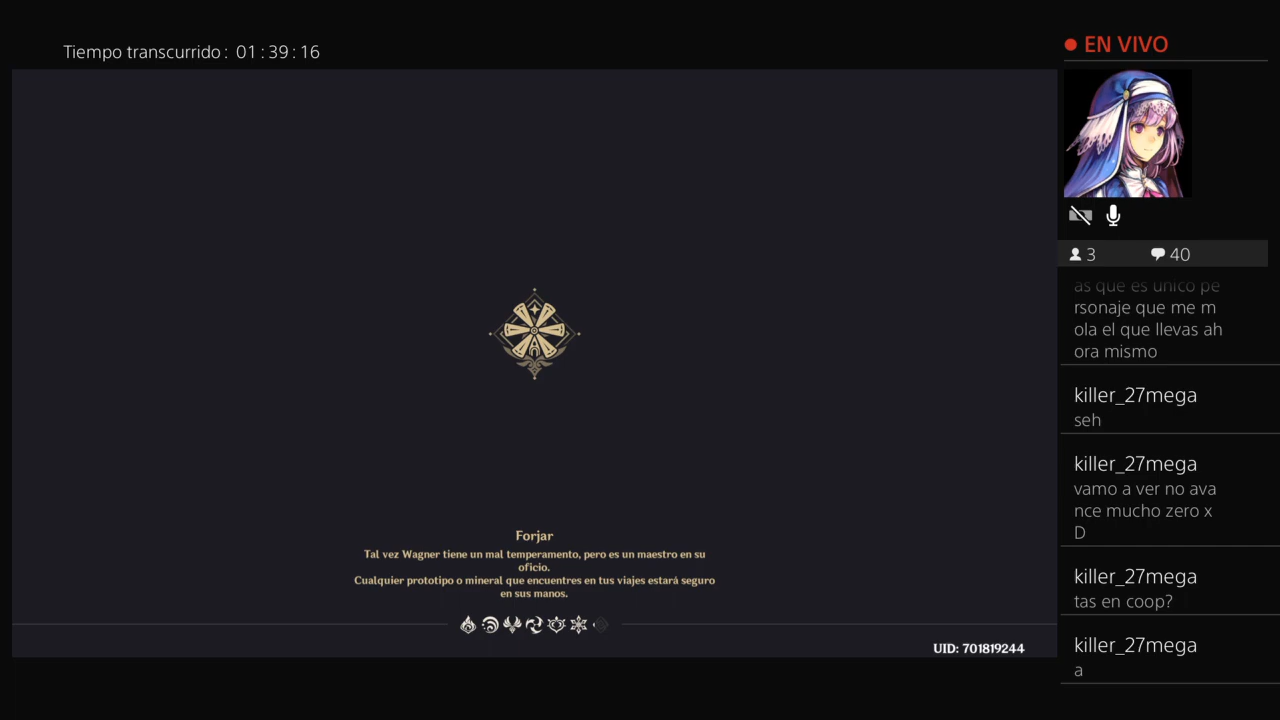 Tiempo transcurrido: 01:39:16
EN VIVO
3
40
as que es unico pe
rsonaje que me m
ola el que llevas ah
ora mismo
killer_27mega
seh
killer_27mega
vamo a ver no ava
nce mucho zero x
D
killer_27mega
tas en coop?
killer_27mega
a
Forjar
Tal vez Wagner tiene un mal temperamento, pero es un maestro en su
oficio.
Cualquier prototipo o mineral que encuentres en tus viajes estará seguro
en sus manos.
UID: 701819244